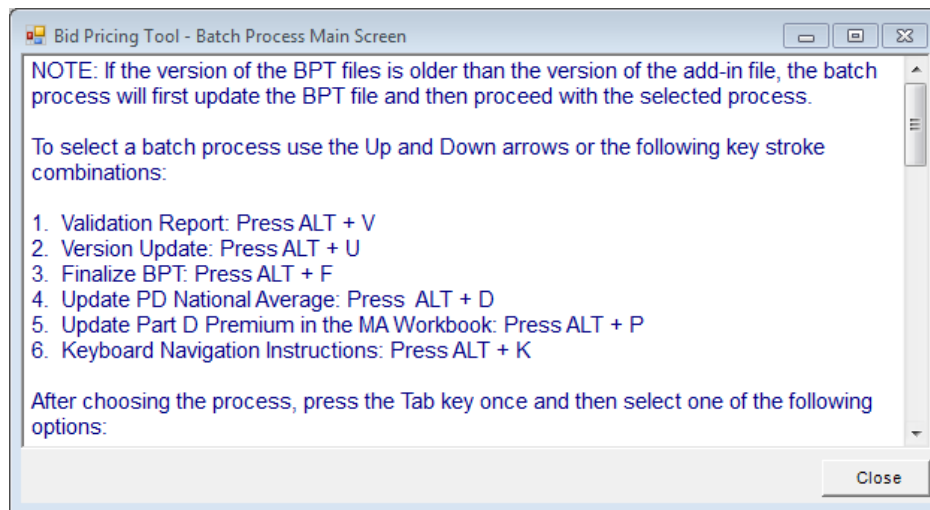 Bid Pricing Tool - Batch Process Main Screen
NOTE: If the version of the BPT files is older than the version of the add-in file, the batch
process will first update the BPT file and then proceed with the selected process.
To select a batch process use the Up and Down arrows or the following key stroke
combinations:
1. Validation Report: Press ALT + V
2. Version Update: Press ALT + U
3. Finalize BPT: Press ALT + F
4. Update PD National Average: Press ALT + D
5. Update Part D Premium in the MA Workbook: Press ALT + P
6. Keyboard Navigation Instructions: Press ALT + K
After choosing the process, press the Tab key once and then select one of the following
options:
Close